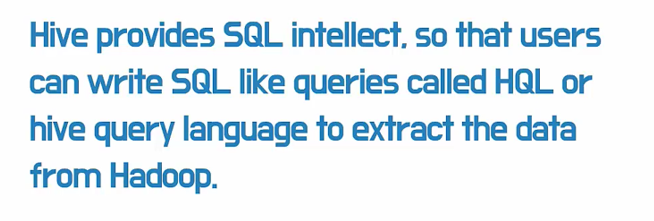 Hive provides SQL intellect, so that users
can write SQL like queries called HQL or
hive query language to extract the data
from Hadoop.